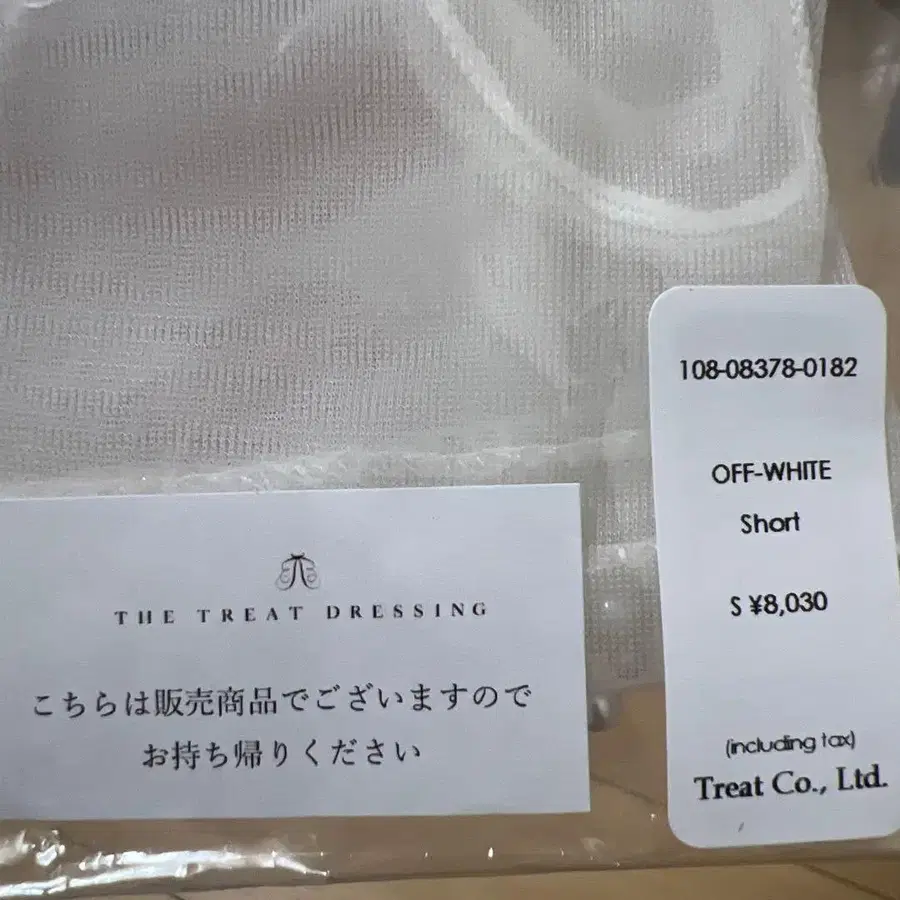 108-08378-0182
OFF-WHITE
Short
S ¥8,030
(including tax)
Treat Co., Ltd.
THE TREAT DRESSING
こちらは販売商品でございますので
お持ち帰りください